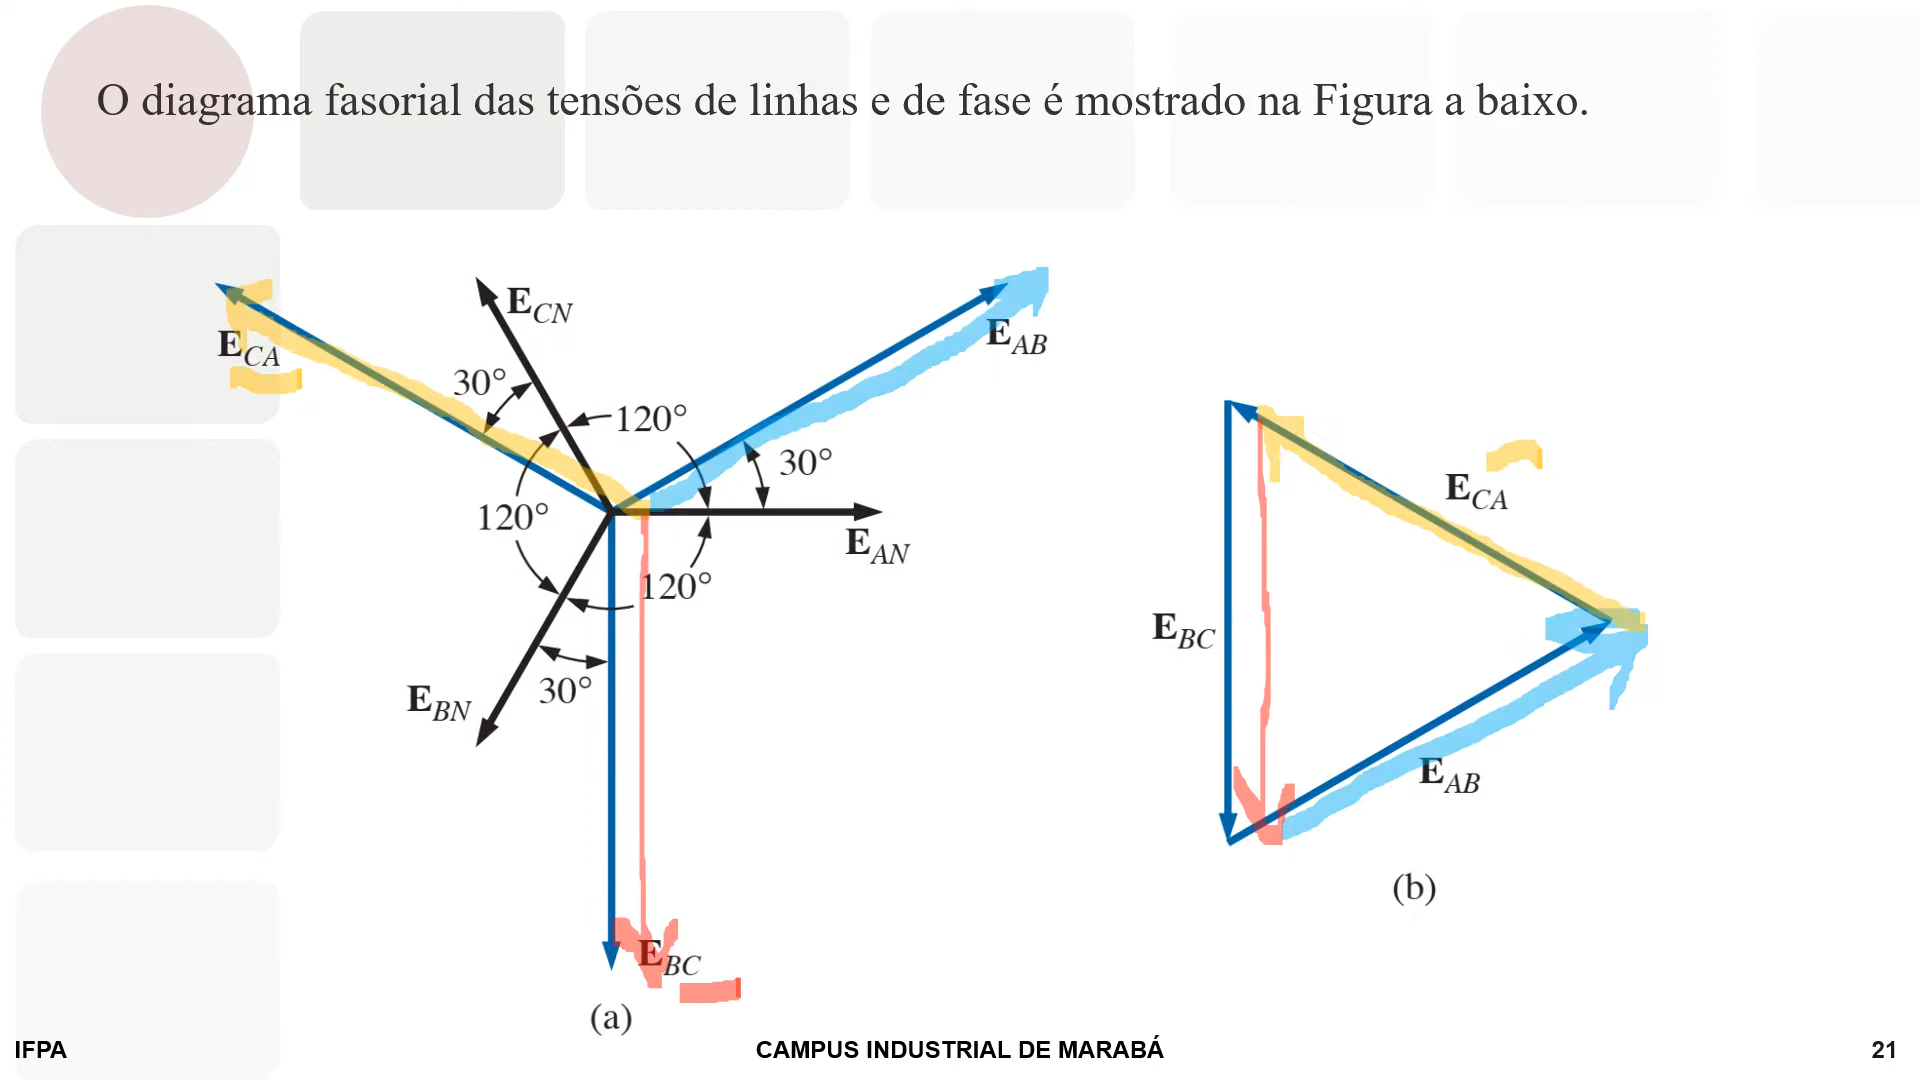 O diagrama fasorial das tensões de linhas e de fase é mostrado na Figura a baixo.
E_CN
E_CA
E_AB
30°
120°
30°
120°
E_AN
120°
E_BN
30°
E_BC
(a)
E_CA
E_BC
E_AB
(b)
IFPA
CAMPUS INDUSTRIAL DE MARABÁ
21